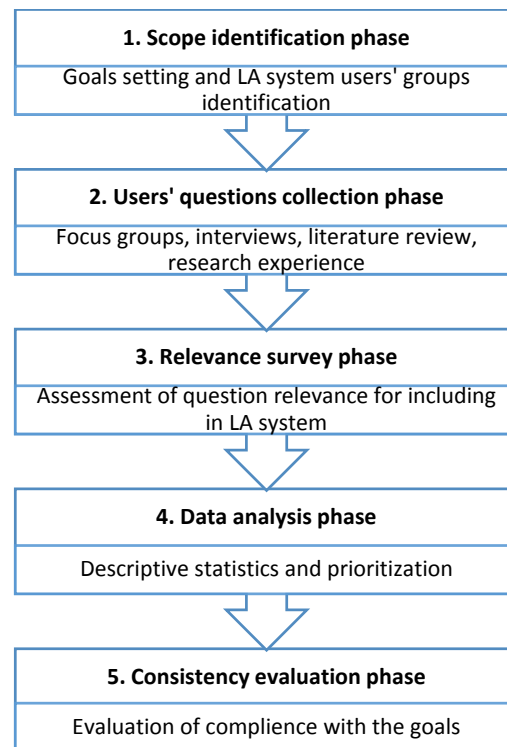 1. Scope identification phase
Goals setting and LA system users' groups
identification
2. Users' questions collection phase
Focus groups, interviews, literature review,
research experience
3. Relevance survey phase
Assessment of question relevance for including
in LA system
4. Data analysis phase
Descriptive statistics and prioritization
5. Consistency evaluation phase
Evaluation of complience with the goals